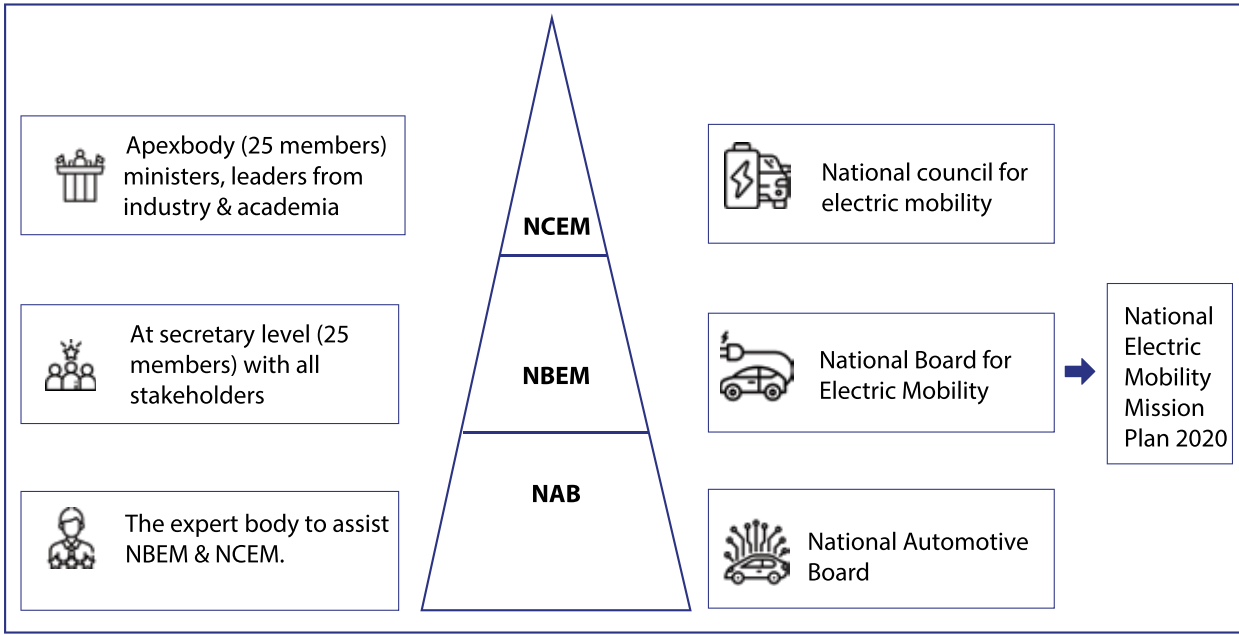 Apexbody (25 members)
ministers, leaders from
industry & academia
NCEM
National council for
electric mobility
At secretary level (25
members) with all
stakeholders
NBEM
National Board for
Electric Mobility
National
Electric
Mobility
Mission
Plan 2020
The expert body to assist
NBEM & NCEM.
NAB
National Automotive
Board